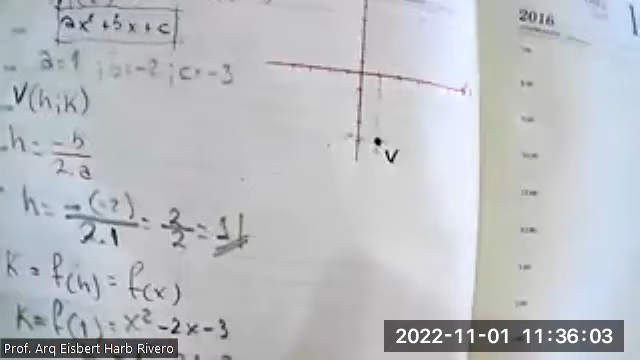 ax² + bx + c
a=1 ; b=-2 ; c=-3
V(h;k)
h = -b / 2.a
h = -(-2) / 2.1 = 2/2 = 1
K = f(h) = f(x)
K = f(1) = x² - 2x - 3
V
2016
Prof. Arq Eisbert Harb Rivero
2022-11-01 11:36:03